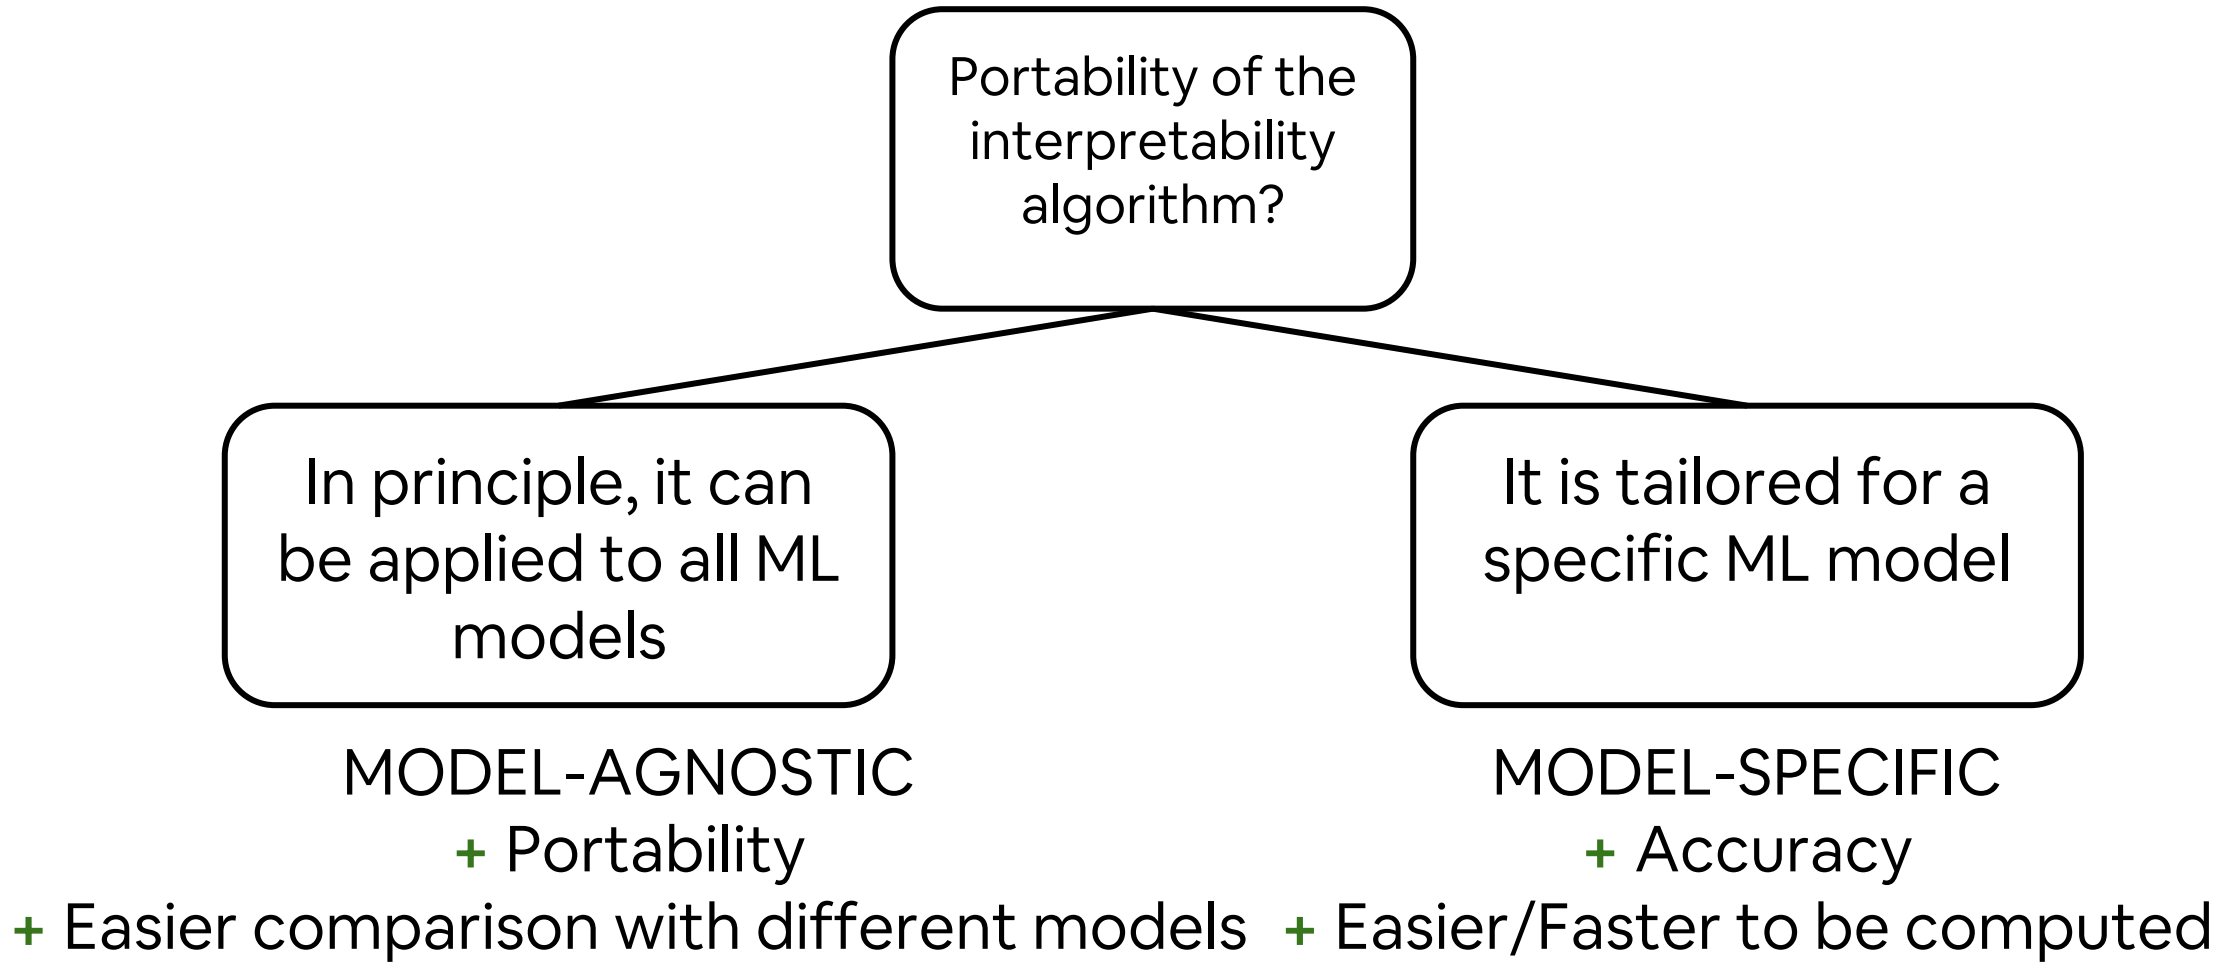 Portability of the
interpretability
algorithm?
In principle, it can
be applied to all ML
models
MODEL-AGNOSTIC
+ Portability
+ Easier comparison with different models
It is tailored for a
specific ML model
MODEL-SPECIFIC
+ Accuracy
+ Easier/Faster to be computed